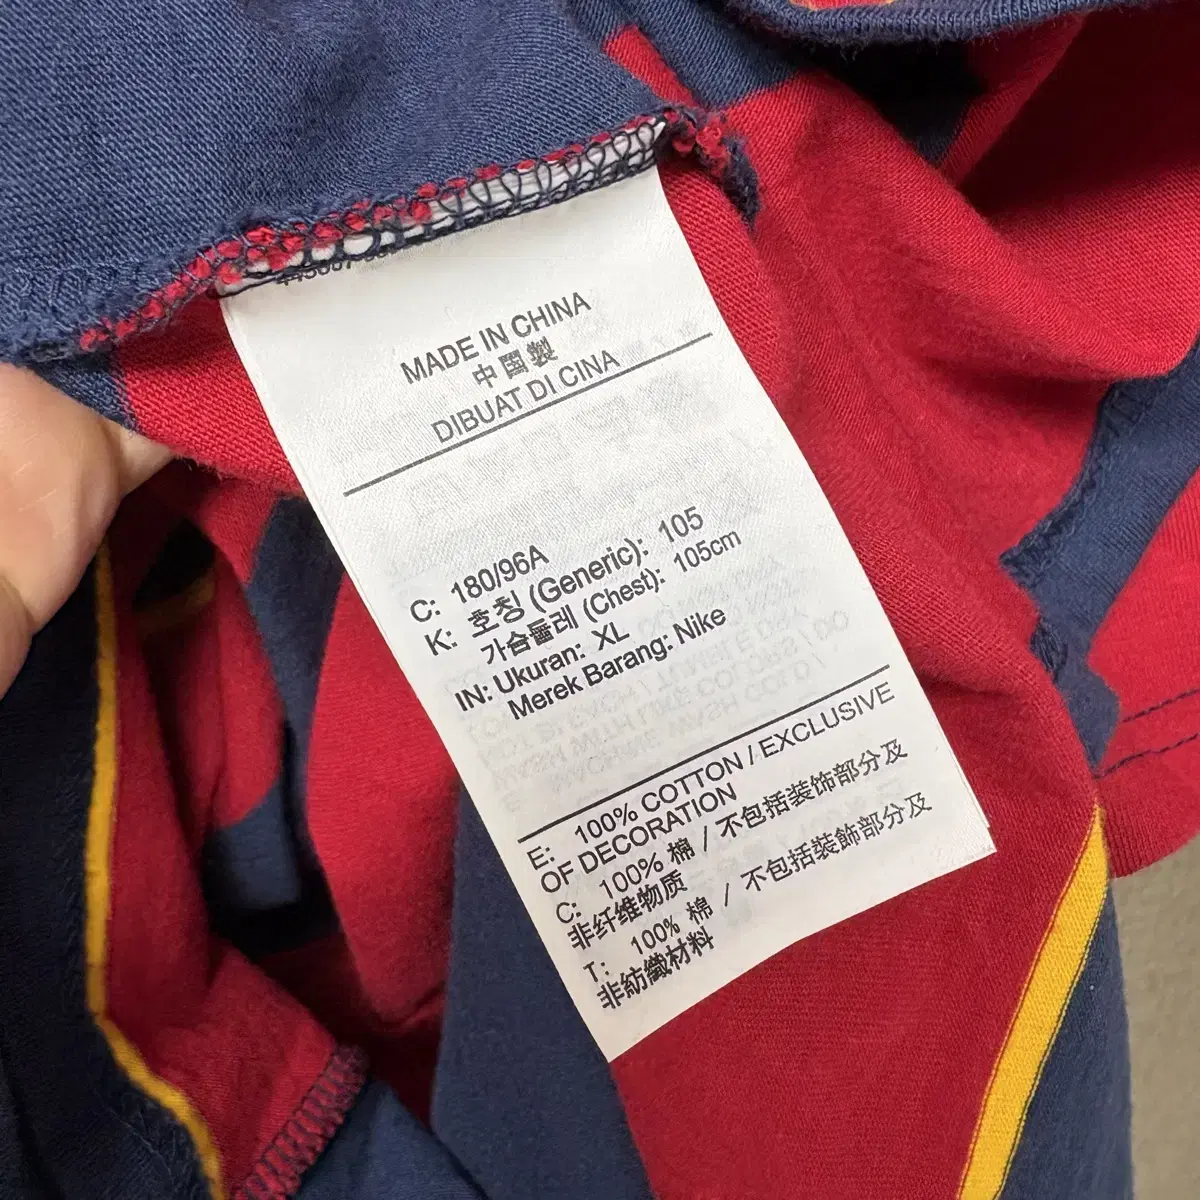 MADE IN CHINA
中国製
DIBUAT DI CINA
C: 180/96A
K: 호칭 (Generic): 105
가슴둘레 (Chest): 105cm
IN: Ukuran: XL
Merek Barang: Nike
E: 100% COTTON / EXCLUSIVE
OF DECORATION
C: 100% 棉 / 不包括装饰部分及
非纤维物质
T: 100% 棉 / 不包括裝飾部分及
非紡織材料